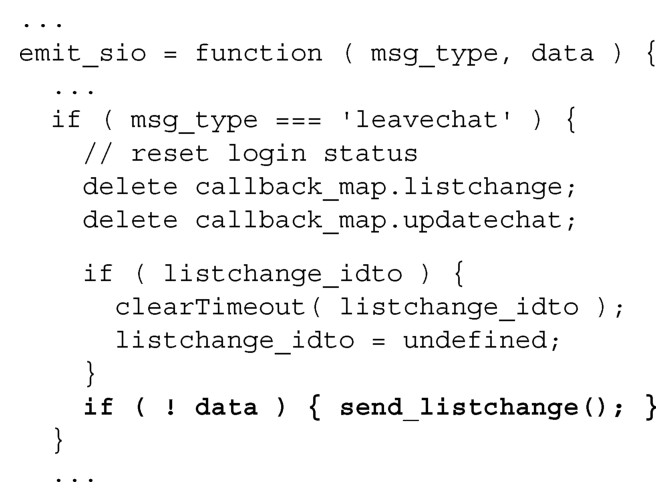 ...
emit_sio = function ( msg_type, data ) {
  ...
  if ( msg_type === 'leavechat' ) {
    // reset login status
    delete callback_map.listchange;
    delete callback_map.updatechat;
    if ( listchange_idto ) {
      clearTimeout( listchange_idto );
      listchange_idto = undefined;
    }
    if ( ! data ) { send_listchange(); }
  }
  ...